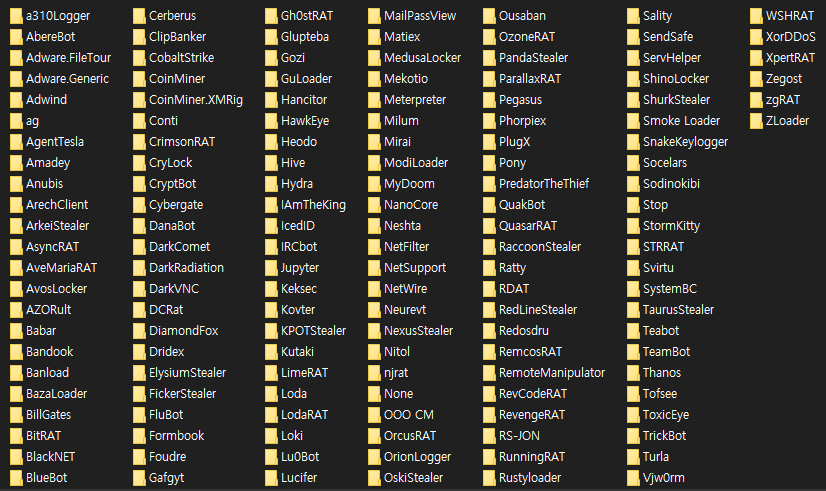 a310Logger
AbereBot
Adware.FileTour
Adware.Generic
Adwind
ag
AgentTesla
Amadey
Anubis
ArechClient
ArkeiStealer
AsyncRAT
AveMariaRAT
AvosLocker
AZORult
Babar
Bandook
Banload
BazaLoader
BillGates
BitRAT
BlackNET
BlueBot
Cerberus
ClipBanker
CobaltStrike
CoinMiner
CoinMiner.XMRig
Conti
CrimsonRAT
CryLock
CryptBot
Cybergate
DanaBot
DarkComet
DarkRadiation
DarkVNC
DCRat
DiamondFox
Dridex
ElysiumStealer
FickerStealer
FluBot
Formbook
Foudre
Gafgyt
Gh0stRAT
Glupteba
Gozi
GuLoader
Hancitor
HawkEye
Heodo
Hive
Hydra
IAmTheKing
IcedID
IRCbot
Jupyter
Keksec
Kovter
KPOTStealer
Kutaki
LimeRAT
Loda
LodaRAT
Loki
Lu0Bot
Lucifer
MailPassView
Matiex
MedusaLocker
Mekotio
Meterpreter
Milum
Mirai
ModiLoader
MyDoom
NanoCore
Neshta
NetFilter
NetSupport
NetWire
Neurevt
NexusStealer
Nitol
njrat
None
OOO CM
OrcusRAT
OrionLogger
OskiStealer
Ousaban
OzoneRAT
PandaStealer
ParallaxRAT
Pegasus
Phorpiex
PlugX
Pony
PredatorTheThief
QuakBot
QuasarRAT
RaccoonStealer
Ratty
RDAT
RedLineStealer
Redosdru
RemcosRAT
RemoteManipulator
RevCodeRAT
RevengeRAT
RS-JON
RunningRAT
Rustyloader
Sality
SendSafe
ServHelper
ShinoLocker
ShurkStealer
Smoke Loader
SnakeKeylogger
Socelars
Sodinokibi
Stop
StormKitty
STRRAT
Svirtu
SystemBC
TaurusStealer
Teabot
TeamBot
Thanos
Tofsee
ToxicEye
TrickBot
Turla
Vjw0rm
WSHRAT
XorDDoS
XpertRAT
Zegost
zgRAT
ZLoader